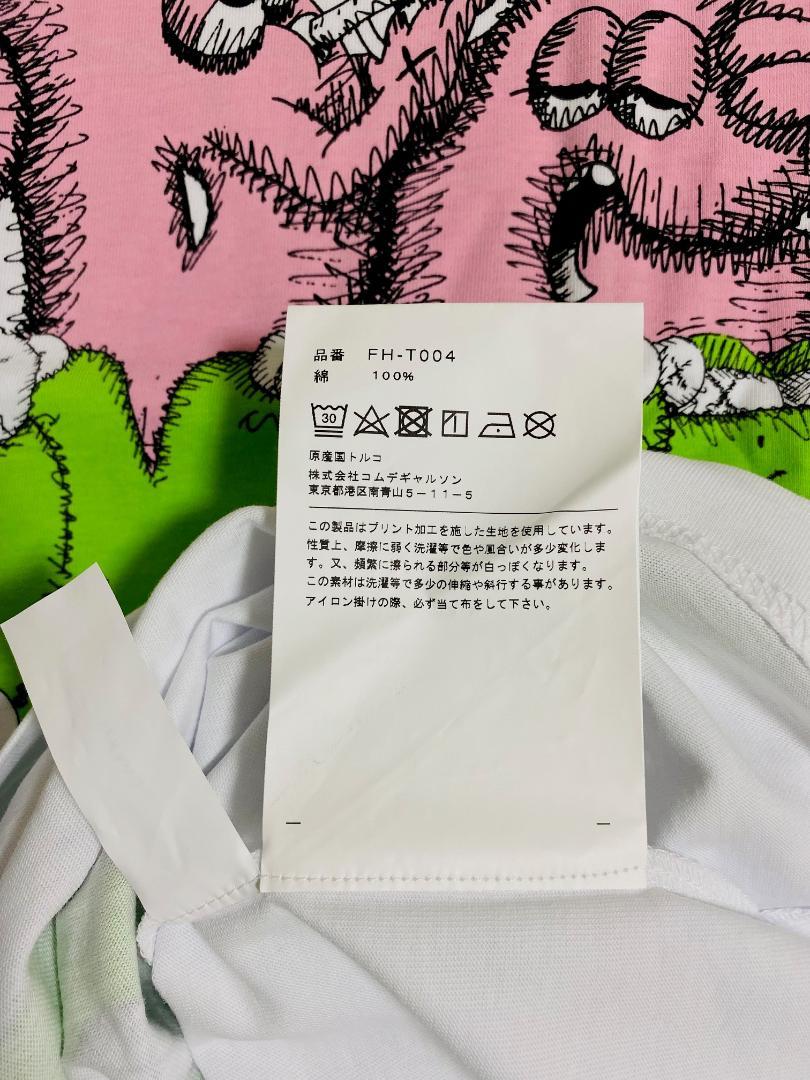 品番 FH-T004
綿 100%
30
原産国トルコ
株式会社コムデギャルソン
東京都港区南青山5-11-5
この製品はプリント加工を施した生地を使用しています。
性質上、摩擦に弱く洗濯等で色や風合いが多少変化しま
す。又、頻繁に擦られる部分等が白っぽくなります。
この素材は洗濯等で多少の伸縮や斜行する事があります。
アイロン掛けの際、必ず当て布をして下さい。